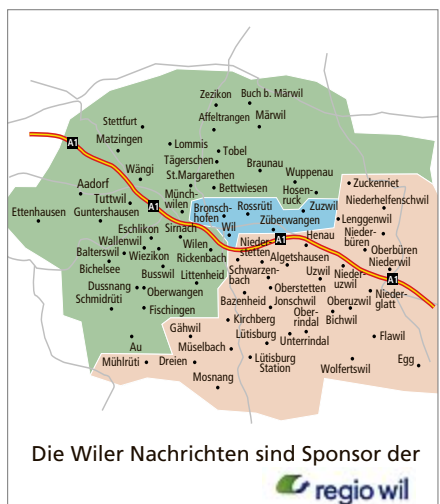 Zezikon
Buch b. Märwil
Affeltrangen
Märwil
Stettfurt
Matzingen
A1
Lommis
Tägerschen
Tobel
Wängi
St.Margarethen
Braunau
Wuppenau
Aadorf
Münch-
wilen
Bettwiesen
Hosen-
ruck
Zuckenriet
Tuttwil
A1
Bronsch-
hofen
Rossrüti
Zuzwil
Niederhelfenschwil
Ettenhausen
Guntershausen
Wil
Züberwangen
Lenggenwil
Eschlikon
Sirnach
A1
Henau
Nieder-
büren
Wallenwil
Wilen
Nieder-
stetten
Oberbüren
Balterswil
Wiezikon
Rickenbach
Algetshausen
Niederwil
Bichelsee
Busswil
Littenheid
Schwarzen-
bach
Uzwil
Nieder-
uzwil
A1
Dussnang
Oberwangen
Oberstetten
Nieder-
glatt
Schmidrüti
Bazenheid
Jonschwil
Oberuzwil
Fischingen
Kirchberg
Ober-
rindal
Bichwil
Gähwil
Lütisburg
Flawil
Au
Müselbach
Unterrindal
Mühlrüti
Dreien
Lütisburg
Station
Wolfertswil
Egg
Mosnang
Die Wiler Nachrichten sind Sponsor der
regio wil